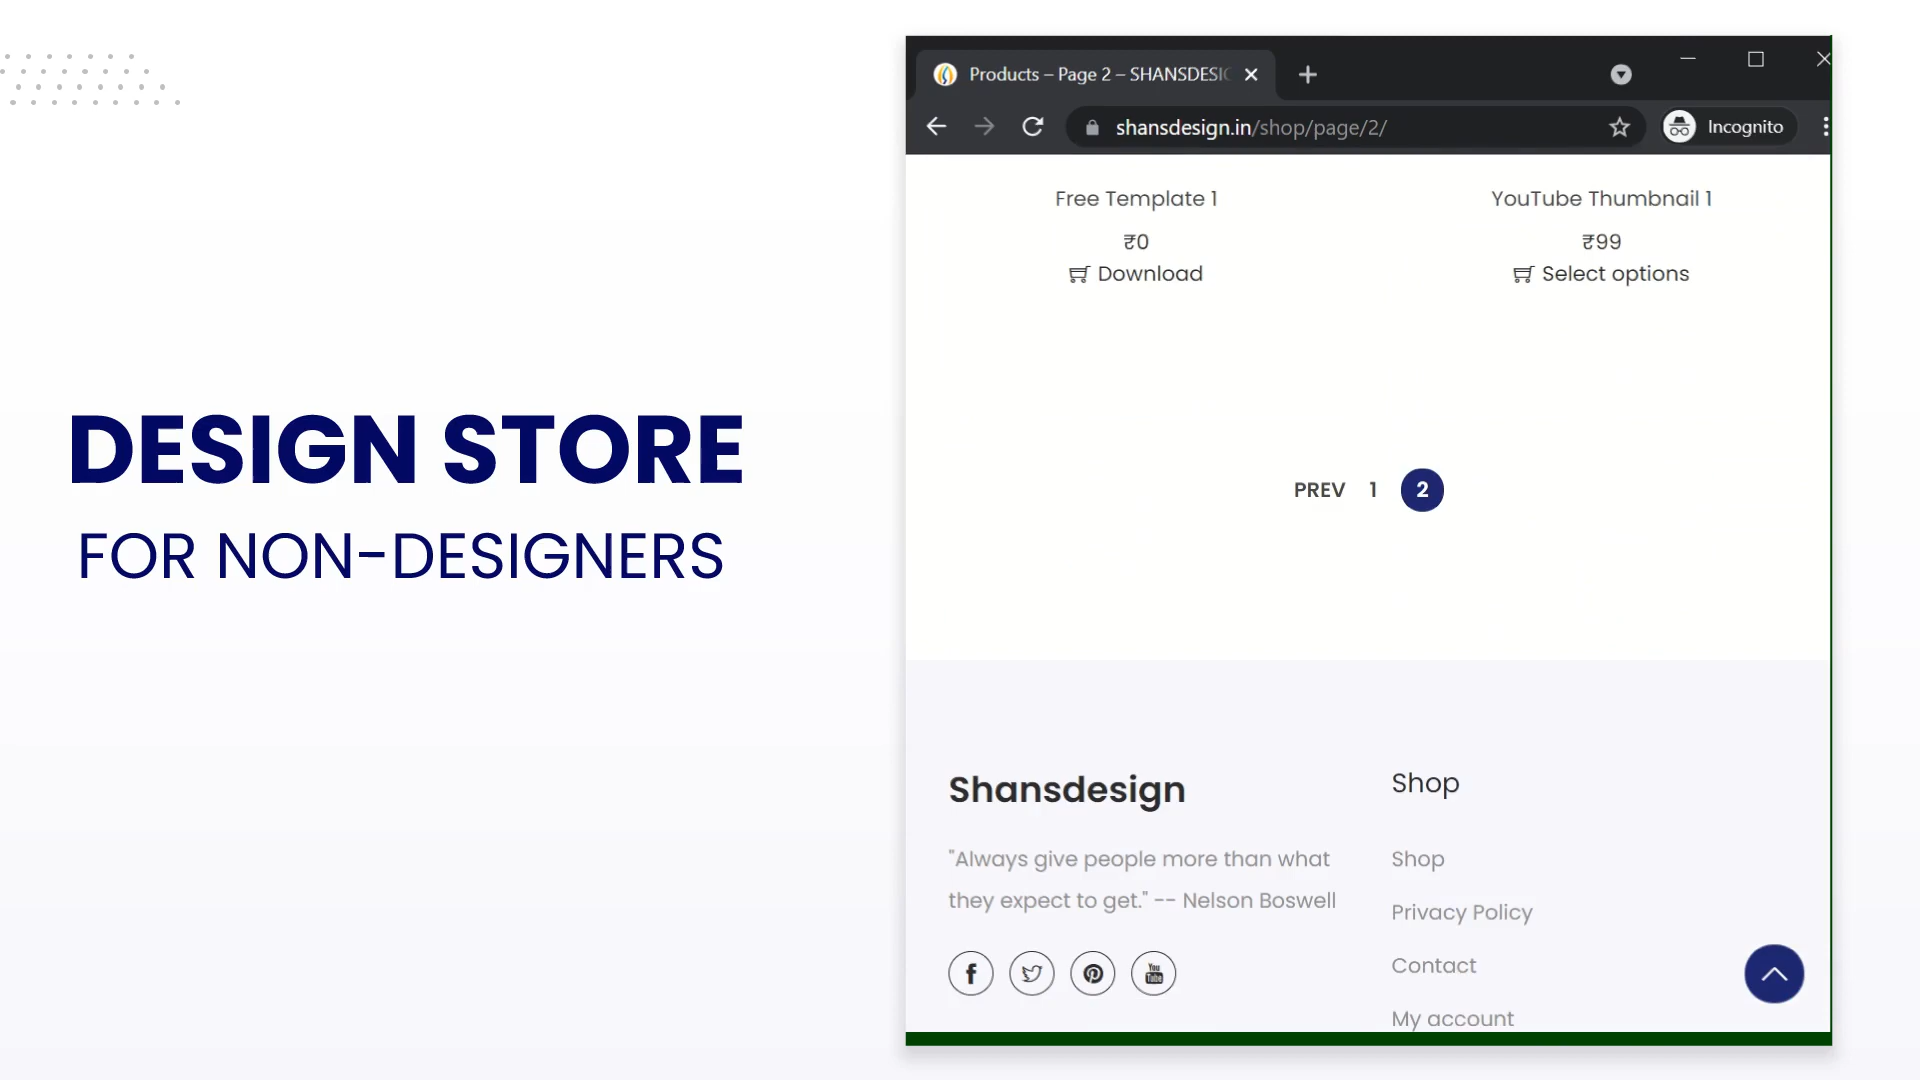 DESIGN STORE
FOR NON-DESIGNERS
Products – Page 2 – SHANSDESIG
shansdesign.in/shop/page/2/
Incognito
Free Template 1
₹0
Download
YouTube Thumbnail 1
₹99
Select options
PREV 1 2
Shansdesign
"Always give people more than what
they expect to get." -- Nelson Boswell
You
Tube
Shop
Shop
Privacy Policy
Contact
My account